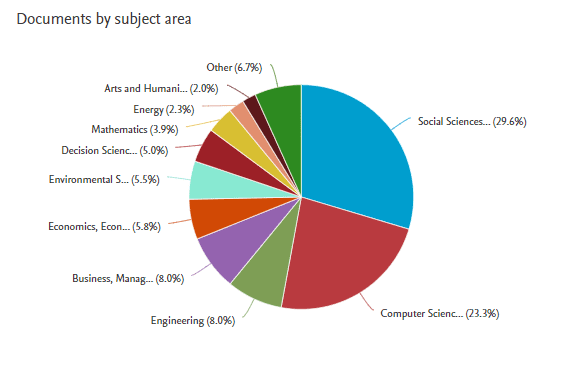 Documents by subject area
Other (6.7%)
Arts and Humani... (2.0%)
Energy (2.3%)
Mathematics (3.9%)
Decision Scienc... (5.0%)
Environmental S... (5.5%)
Economics, Econ... (5.8%)
Business, Manag... (8.0%)
Engineering (8.0%)
Social Sciences... (29.6%)
Computer Scienc... (23.3%)